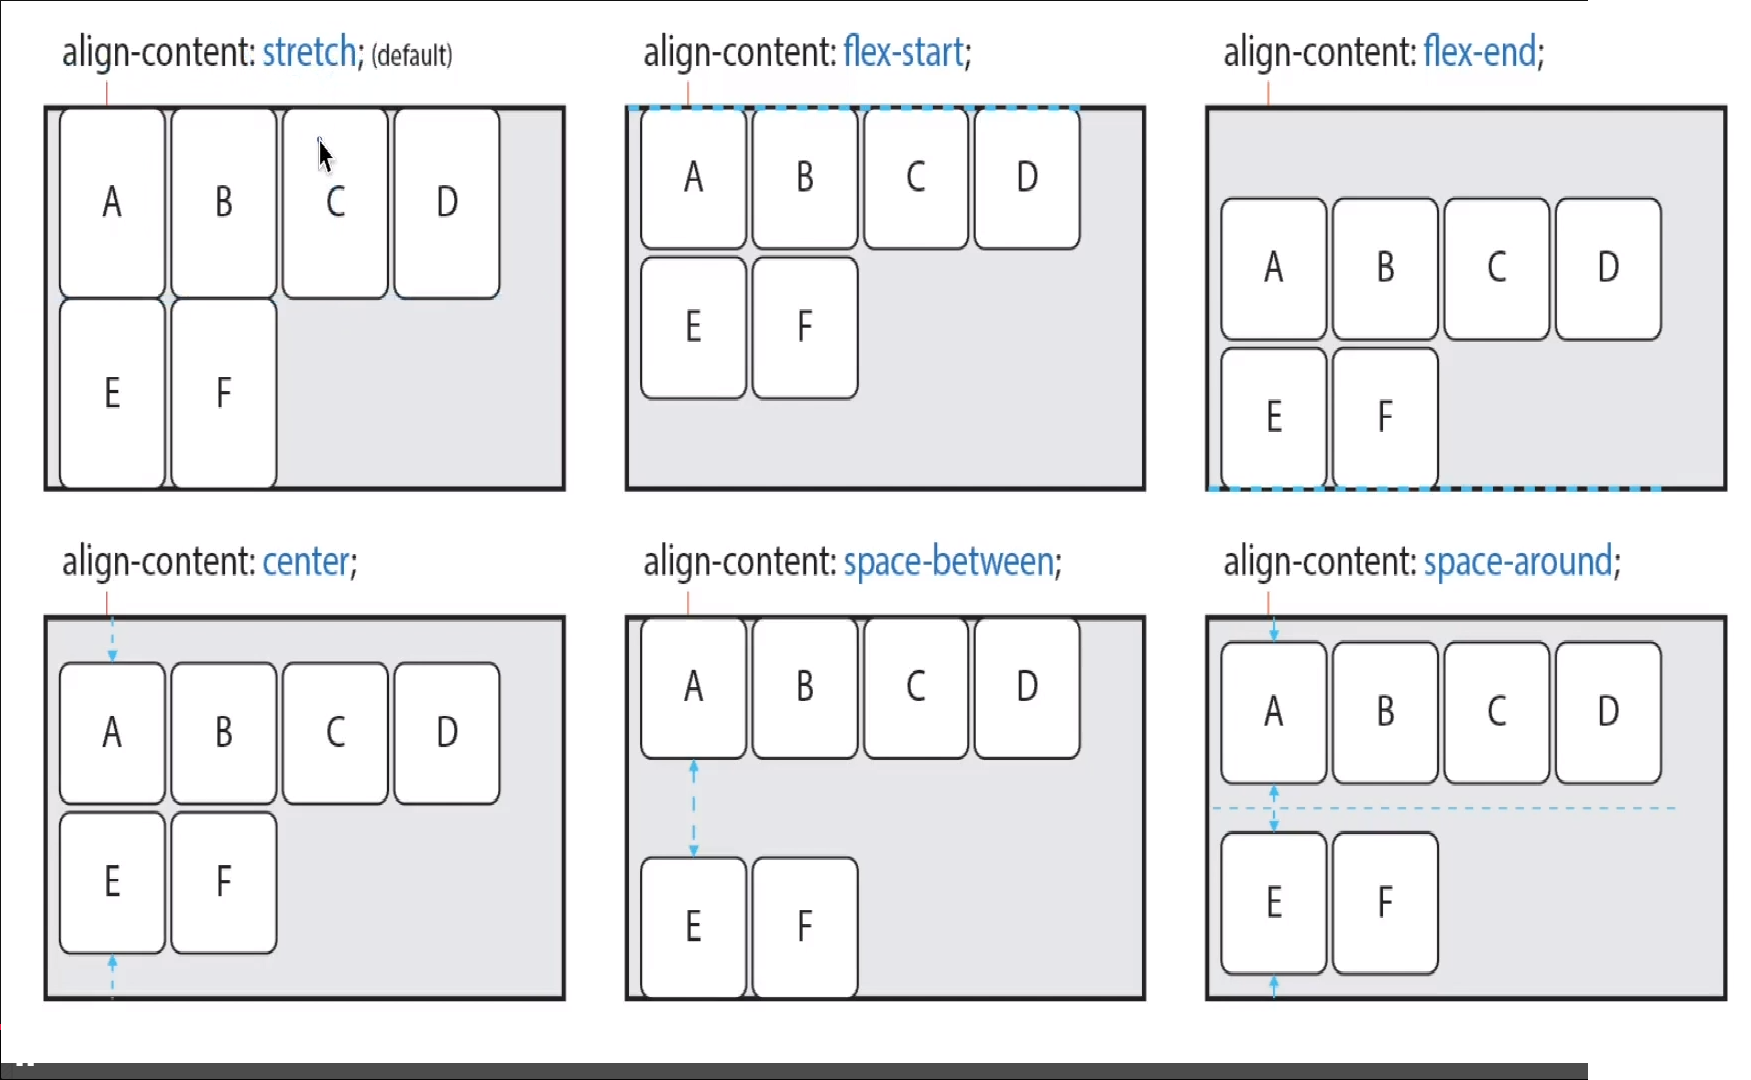 align-content: stretch; (default)
align-content: flex-start;
align-content: flex-end;
A B C D
E F
A B C D
E F
A B C D
E F
align-content: center;
align-content: space-between;
align-content: space-around;
A B C D
E F
A B C D
E F
A B C D
E F